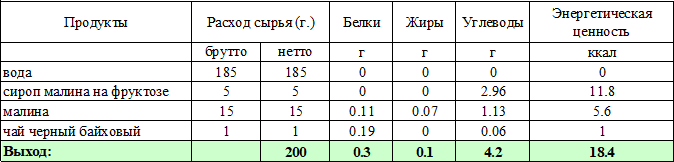 Продукты Расход сырья (г.) Белки Жиры Углеводы Энергетическая ценность
брутто нетто г г г ккал
вода 185 185 0 0 0 0
сироп малина на фруктозе 5 5 0 0 2.96 11.8
малина 15 15 0.11 0.07 1.13 5.6
чай черный байховый 1 1 0.19 0 0.06 1
Выход: 200 0.3 0.1 4.2 18.4